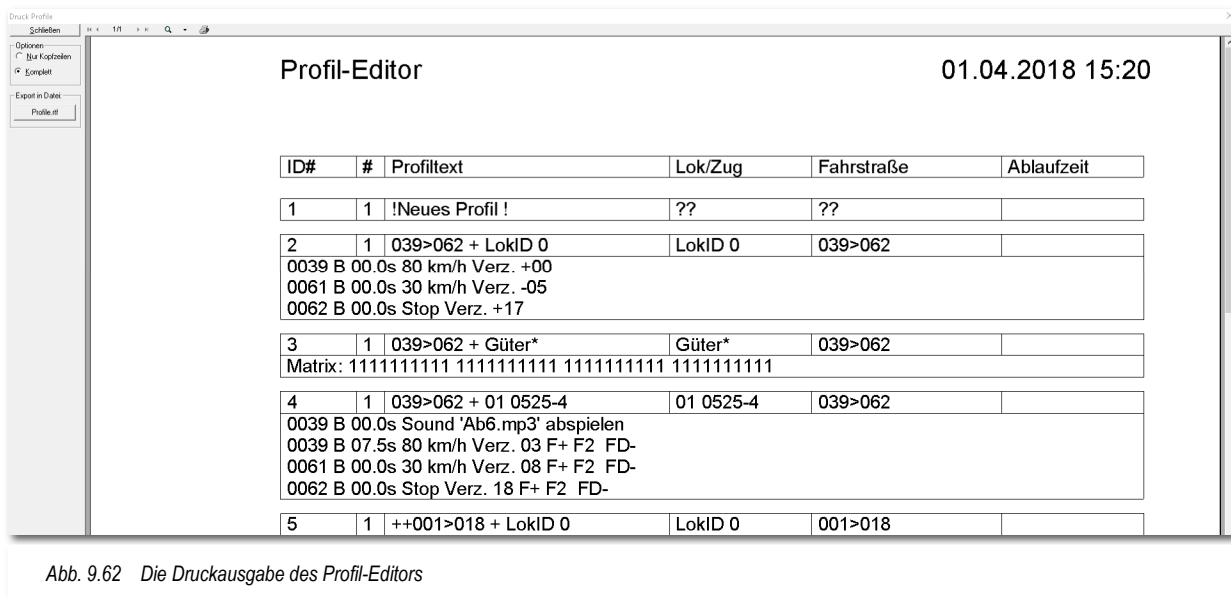 Druck Profile
Schließen 1/1
Optionen
Nur Kopfzeilen
Komplett
Export in Datei:
Profile.rtf
Profil-Editor 01.04.2018 15:20
ID# # Profiltext Lok/Zug Fahrstraße Ablaufzeit
1 1 !Neues Profil ! ?? ??
2 1 039>062 + LokID 0 LokID 0 039>062
0039 B 00.0s 80 km/h Verz. +00
0061 B 00.0s 30 km/h Verz. -05
0062 B 00.0s Stop Verz. +17
3 1 039>062 + Güter* Güter* 039>062
Matrix: 1111111111 1111111111 1111111111 1111111111
4 1 039>062 + 01 0525-4 01 0525-4 039>062
0039 B 00.0s Sound 'Ab6.mp3' abspielen
0039 B 07.5s 80 km/h Verz. 03 F+ F2 FD-
0061 B 00.0s 30 km/h Verz. 08 F+ F2 FD-
0062 B 00.0s Stop Verz. 18 F+ F2 FD-
5 1 ++001>018 + LokID 0 LokID 0 001>018
Abb. 9.62 Die Druckausgabe des Profil-Editors